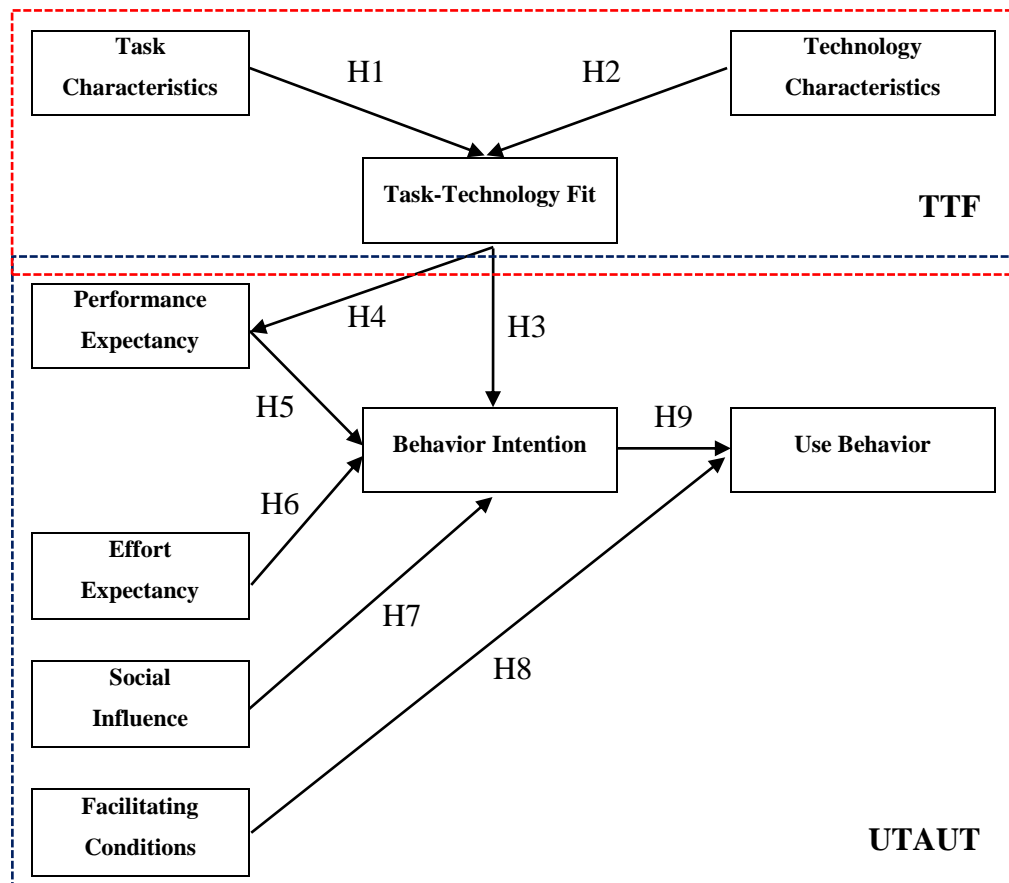 Task
Characteristics
H1
H2
Technology
Characteristics
Task-Technology Fit
TTF
Performance
Expectancy
H4
H3
H5
Behavior Intention
H9
Use Behavior
H6
Effort
Expectancy
H7
Social
Influence
H8
Facilitating
Conditions
UTAUT